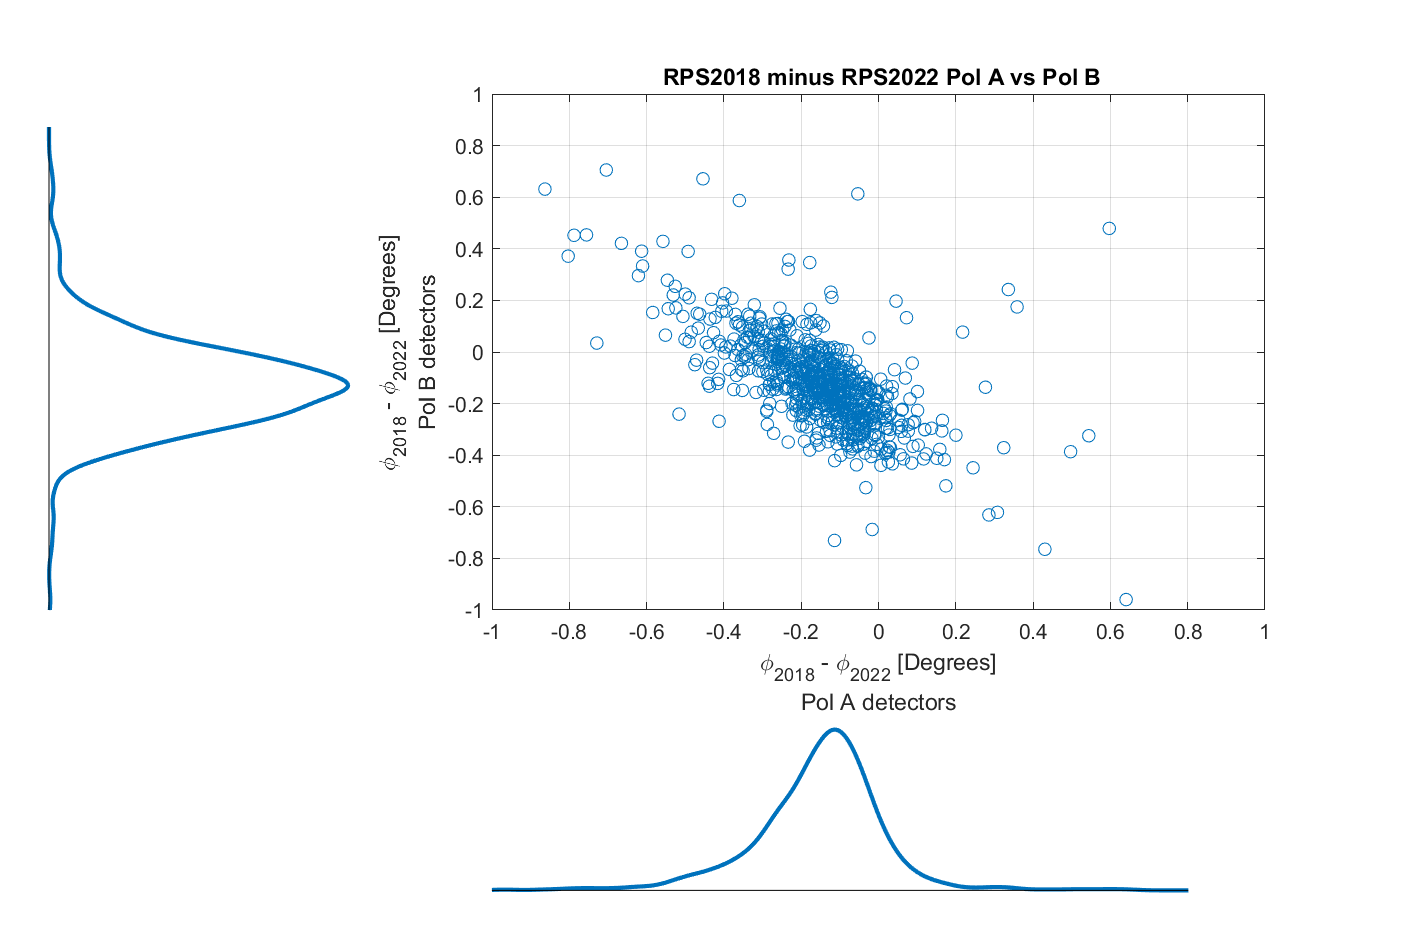 RPS2018 minus RPS2022 Pol A vs Pol B
1
0.8
0.6
0.4
0.2
0
-0.2
-0.4
-0.6
-0.8
-1
ϕ2018 - ϕ2022 [Degrees]
Pol B detectors
-1 -0.8 -0.6 -0.4 -0.2 0 0.2 0.4 0.6 0.8 1
ϕ2018 - ϕ2022 [Degrees]
Pol A detectors